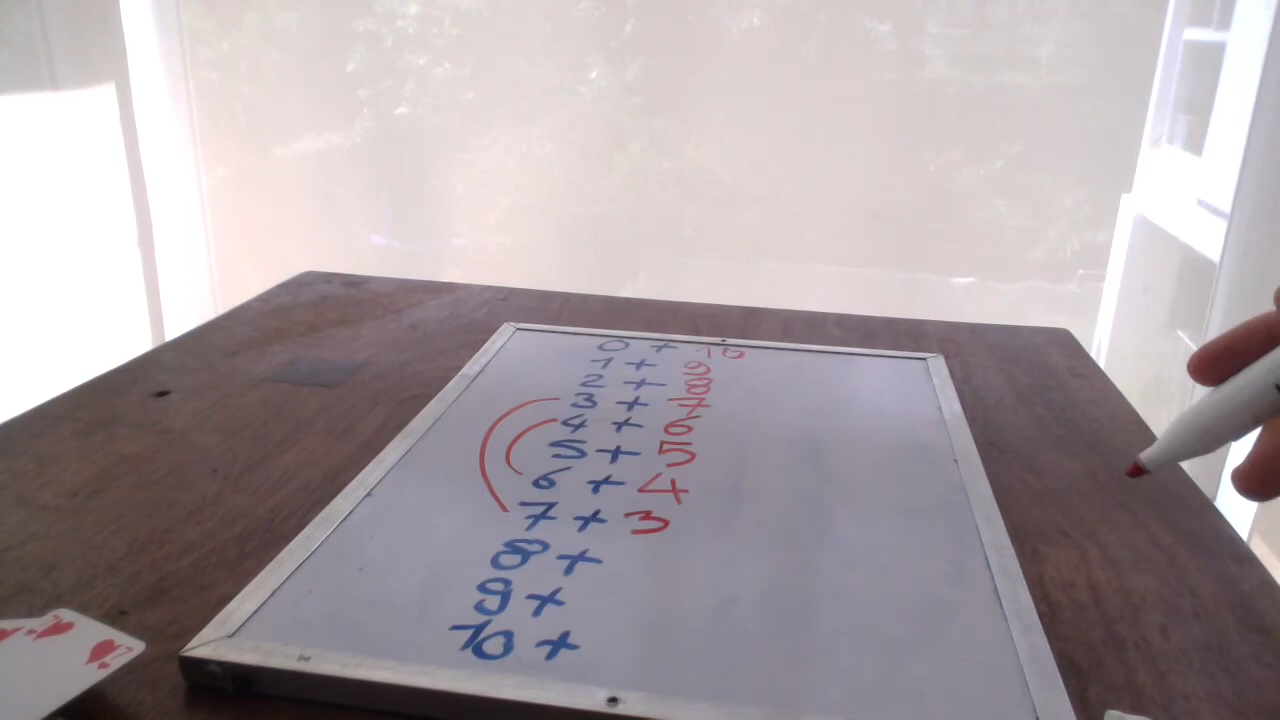 0 + 10
1 + 9
2 + 8
3 + 7
4 + 6
5 + 5
6 + 4
7 + 3
8 +
9 +
10 +